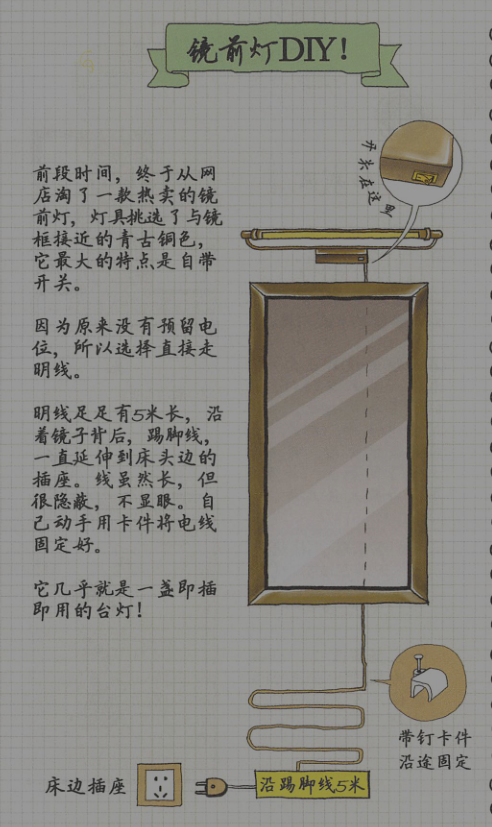 镜前灯DIY!
开关在这里
前段时间，终于从网
店淘了一款热卖的镜
前灯，灯具挑选了与镜
框接近的青古铜色，
它最大的特点是自带
开关。
因为原来没有预留电
位，所以选择直接走
明线。
明线足足有5米长，沿
着镜子背后，踢脚线，
一直延伸到床头边的
插座。线虽然长，但
很隐蔽，不显眼。自
己动手用卡件将电线
固定好。
它几乎就是一盏即插
即用的台灯！
带钉卡件
沿途固定
床边插座
沿踢脚线5米